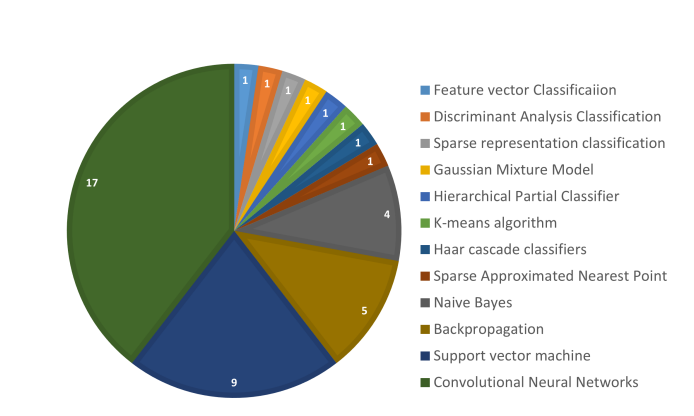 1
1
1
1
1
1
1
1
4
5
9
17
Feature vector Classificaiion
Discriminant Analysis Classification
Sparse representation classification
Gaussian Mixture Model
Hierarchical Partial Classifier
K-means algorithm
Haar cascade classifiers
Sparse Approximated Nearest Point
Naive Bayes
Backpropagation
Support vector machine
Convolutional Neural Networks